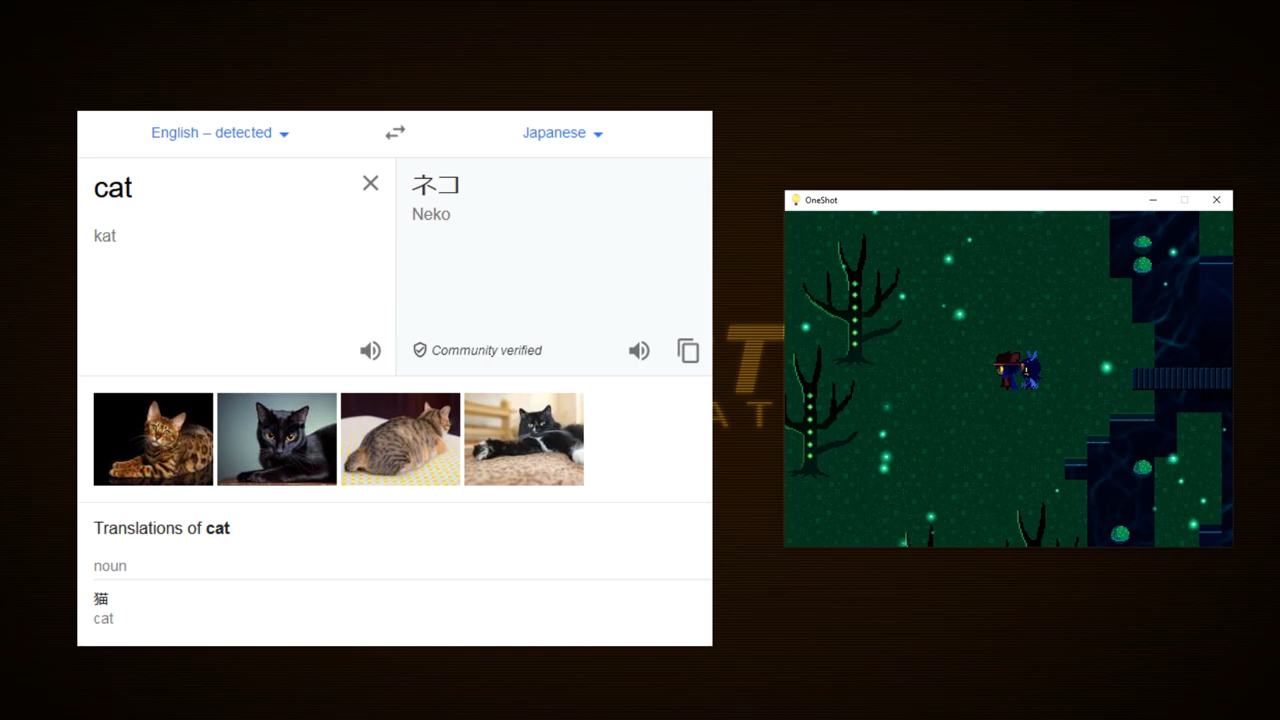 English – detected
Japanese
cat
ネコ
Neko
kat
Community verified
Translations of cat
noun
猫
cat
OneShot
T
A T